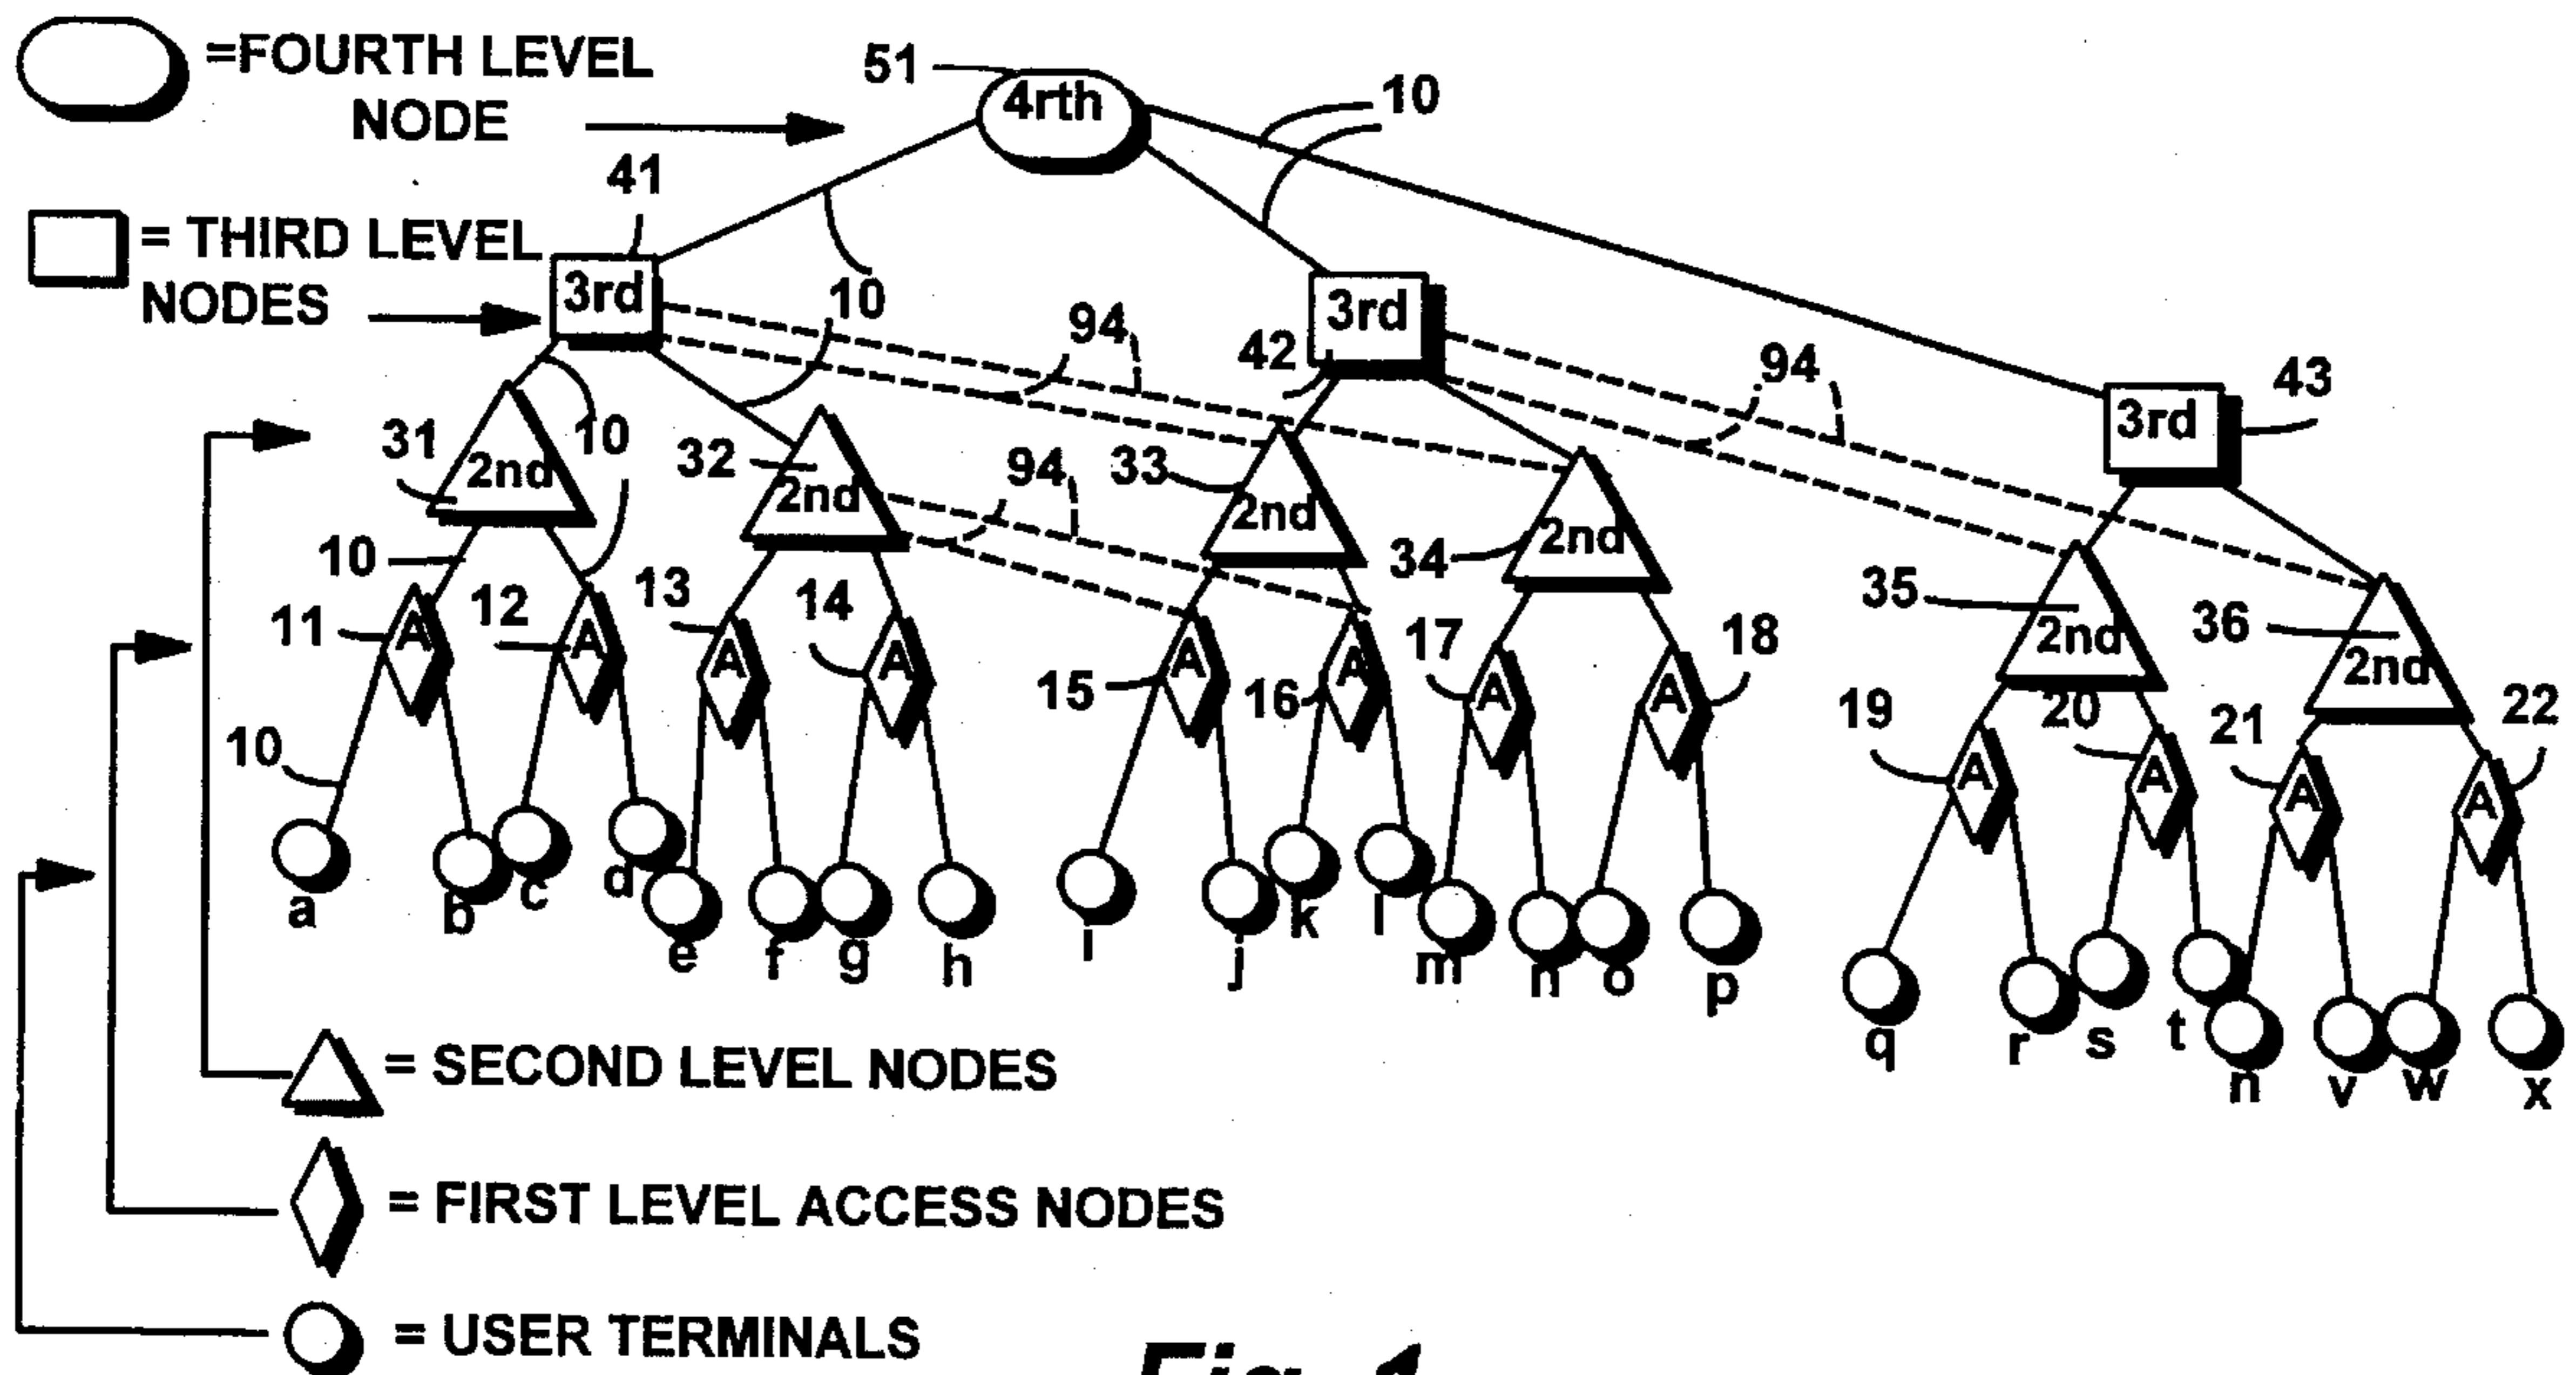 =FOURTH LEVEL
NODE
51
4rth
10
41
= THIRD LEVEL
NODES
3rd
10
94
42
3rd
94
3rd
43
31
2nd
10
32
2nd
94
33
2nd
34
2nd
35
2nd
36
2nd
10
11
A
12
A
13
A
14
A
15
A
16
A
17
A
18
A
19
A
20
A
21
A
22
A
10
a
b
c
d
e
f
g
h
i
j
k
l
m
n
o
p
q
r
s
t
n
v
w
x
= SECOND LEVEL NODES
= FIRST LEVEL ACCESS NODES
= USER TERMINALS
Fig. 1